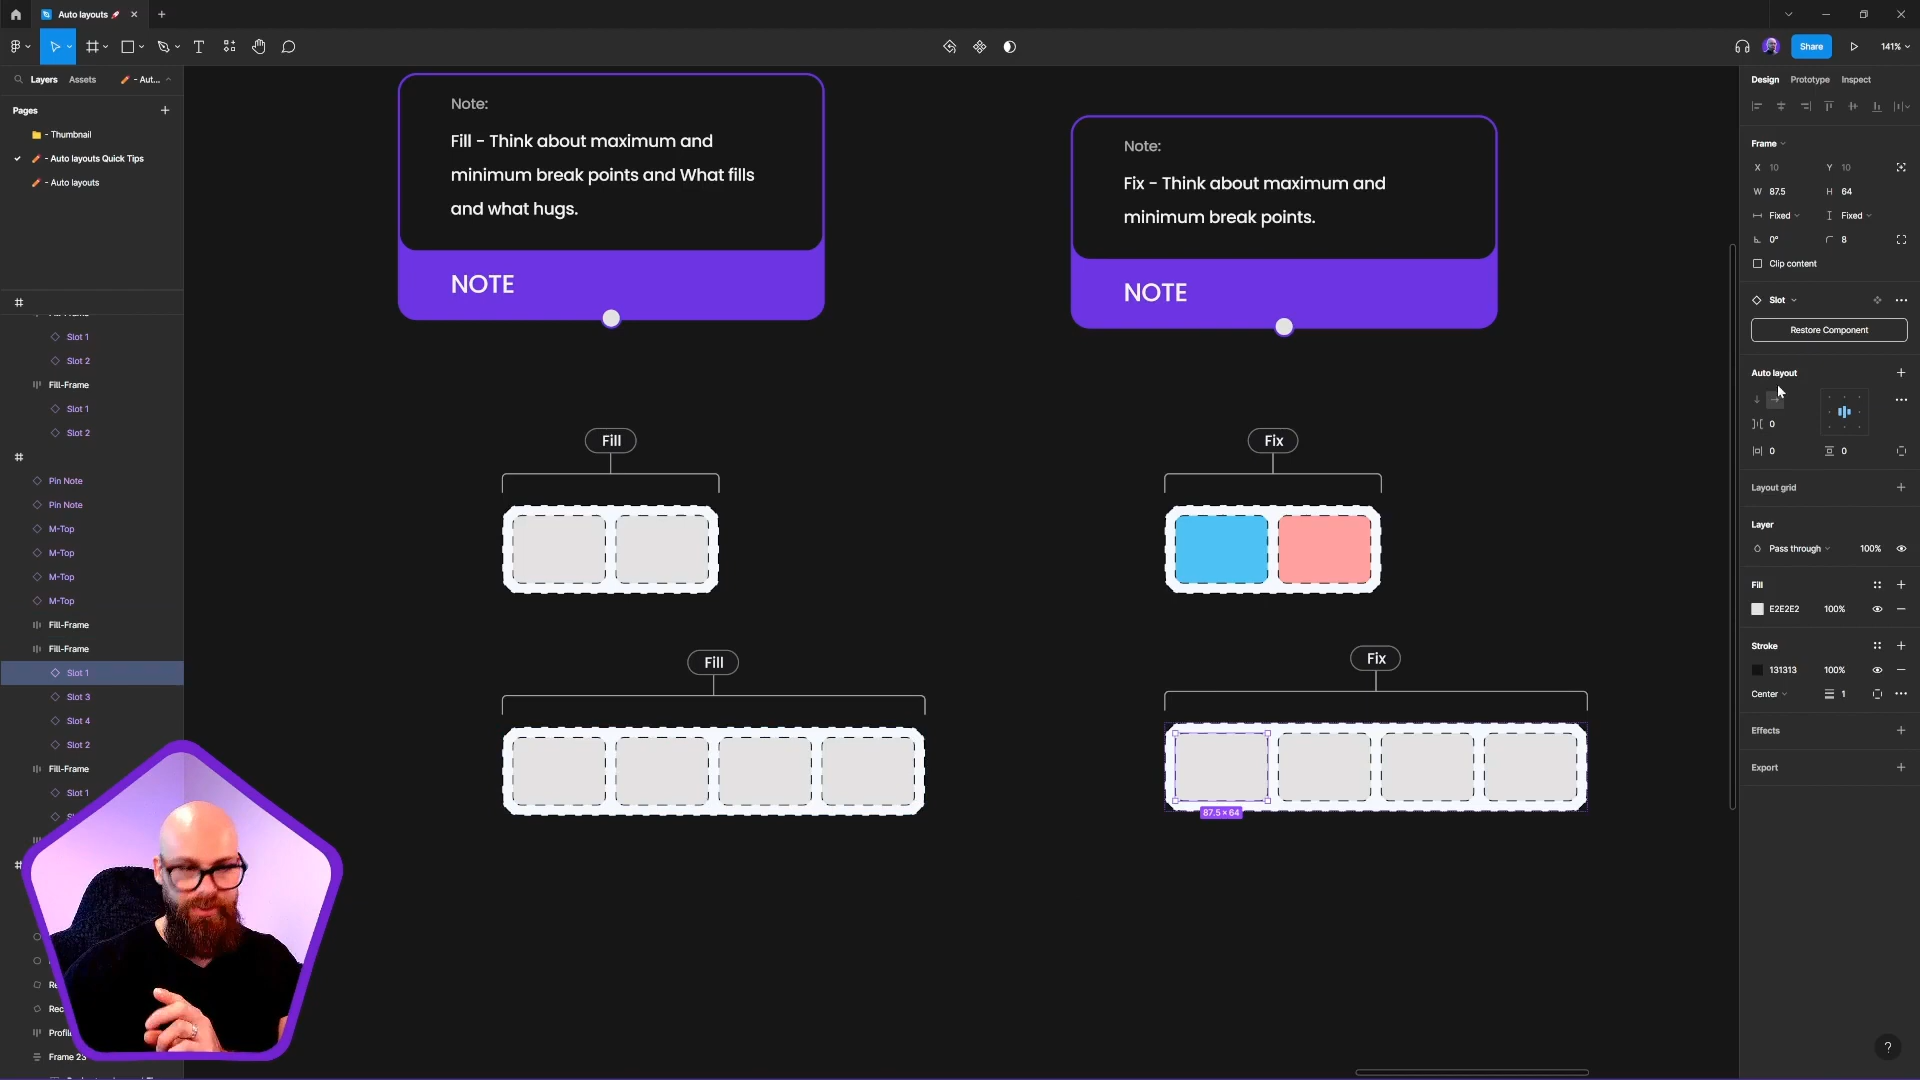 Auto layouts
Share
141%
Layers
Assets
- Aut...
Pages
- Thumbnail
- Auto layouts Quick Tips
- Auto layouts
Slot 1
Slot 2
Fill-Frame
Slot 1
Slot 2
Pin Note
Pin Note
M-Top
M-Top
M-Top
M-Top
Fill-Frame
Fill-Frame
Slot 1
Slot 3
Slot 4
Slot 2
Fill-Frame
Slot 1
Frame 23
Note:
Fill - Think about maximum and
minimum break points and What fills
and what hugs.
NOTE
Note:
Fix - Think about maximum and
minimum break points.
NOTE
Fill
Fix
Fill
Fix
87.5 × 64
Design
Prototype
Inspect
Frame
X 10
Y 10
W 87.5
H 64
Fixed
Fixed
0°
8
Clip content
Slot
Restore Component
Auto layout
0
0
0
Layout grid
Layer
Pass through
100%
Fill
E2E2E2
100%
Stroke
131313
100%
Center
1
Effects
Export
?